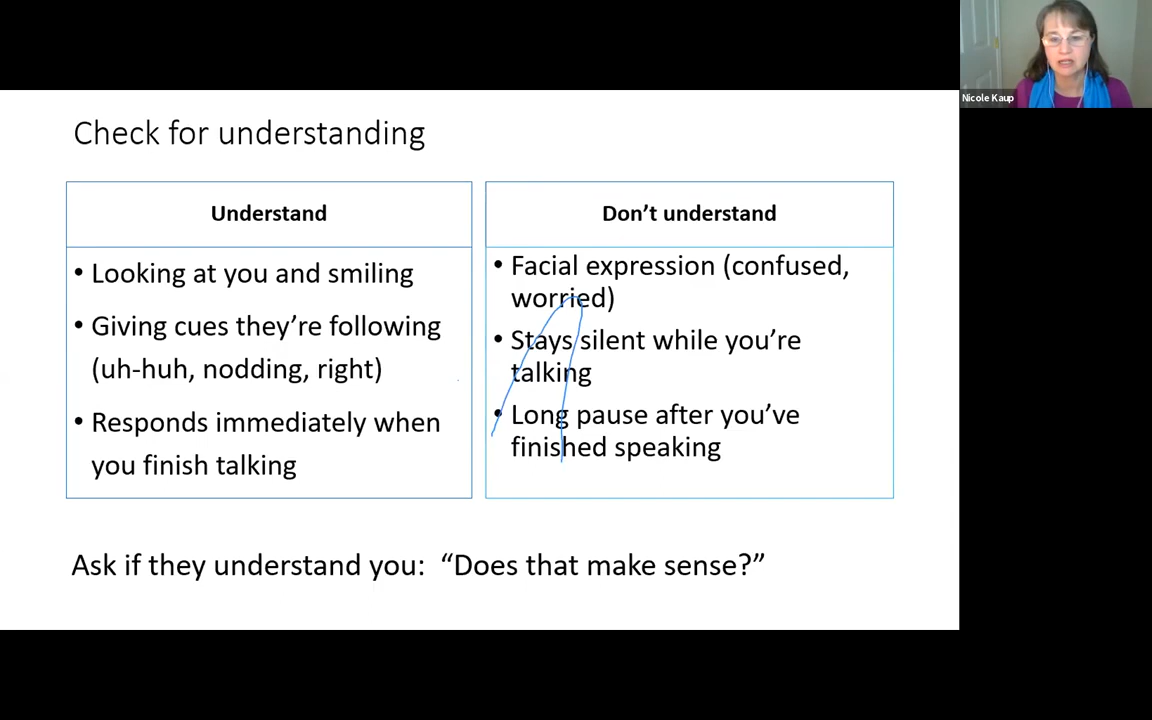 Nicole Kaup
Check for understanding
Understand
• Looking at you and smiling
• Giving cues they’re following
(uh-huh, nodding, right)
• Responds immediately when
you finish talking
Don’t understand
• Facial expression (confused,
worried)
• Stays silent while you’re
talking
• Long pause after you’ve
finished speaking
Ask if they understand you:  “Does that make sense?”